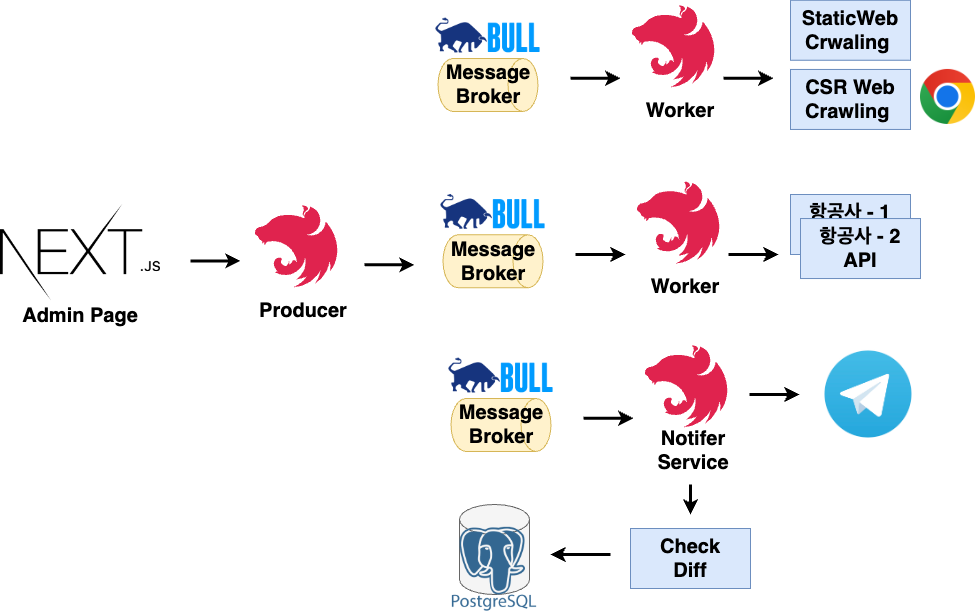 BULL
Message
Broker
Worker
StaticWeb
Crwaling
CSR Web
Crawling
NEXT.JS
Admin Page
Producer
BULL
Message
Broker
Worker
항공사 - 1
항공사 - 2
API
BULL
Message
Broker
Notifer
Service
Check
Diff
PostgreSQL